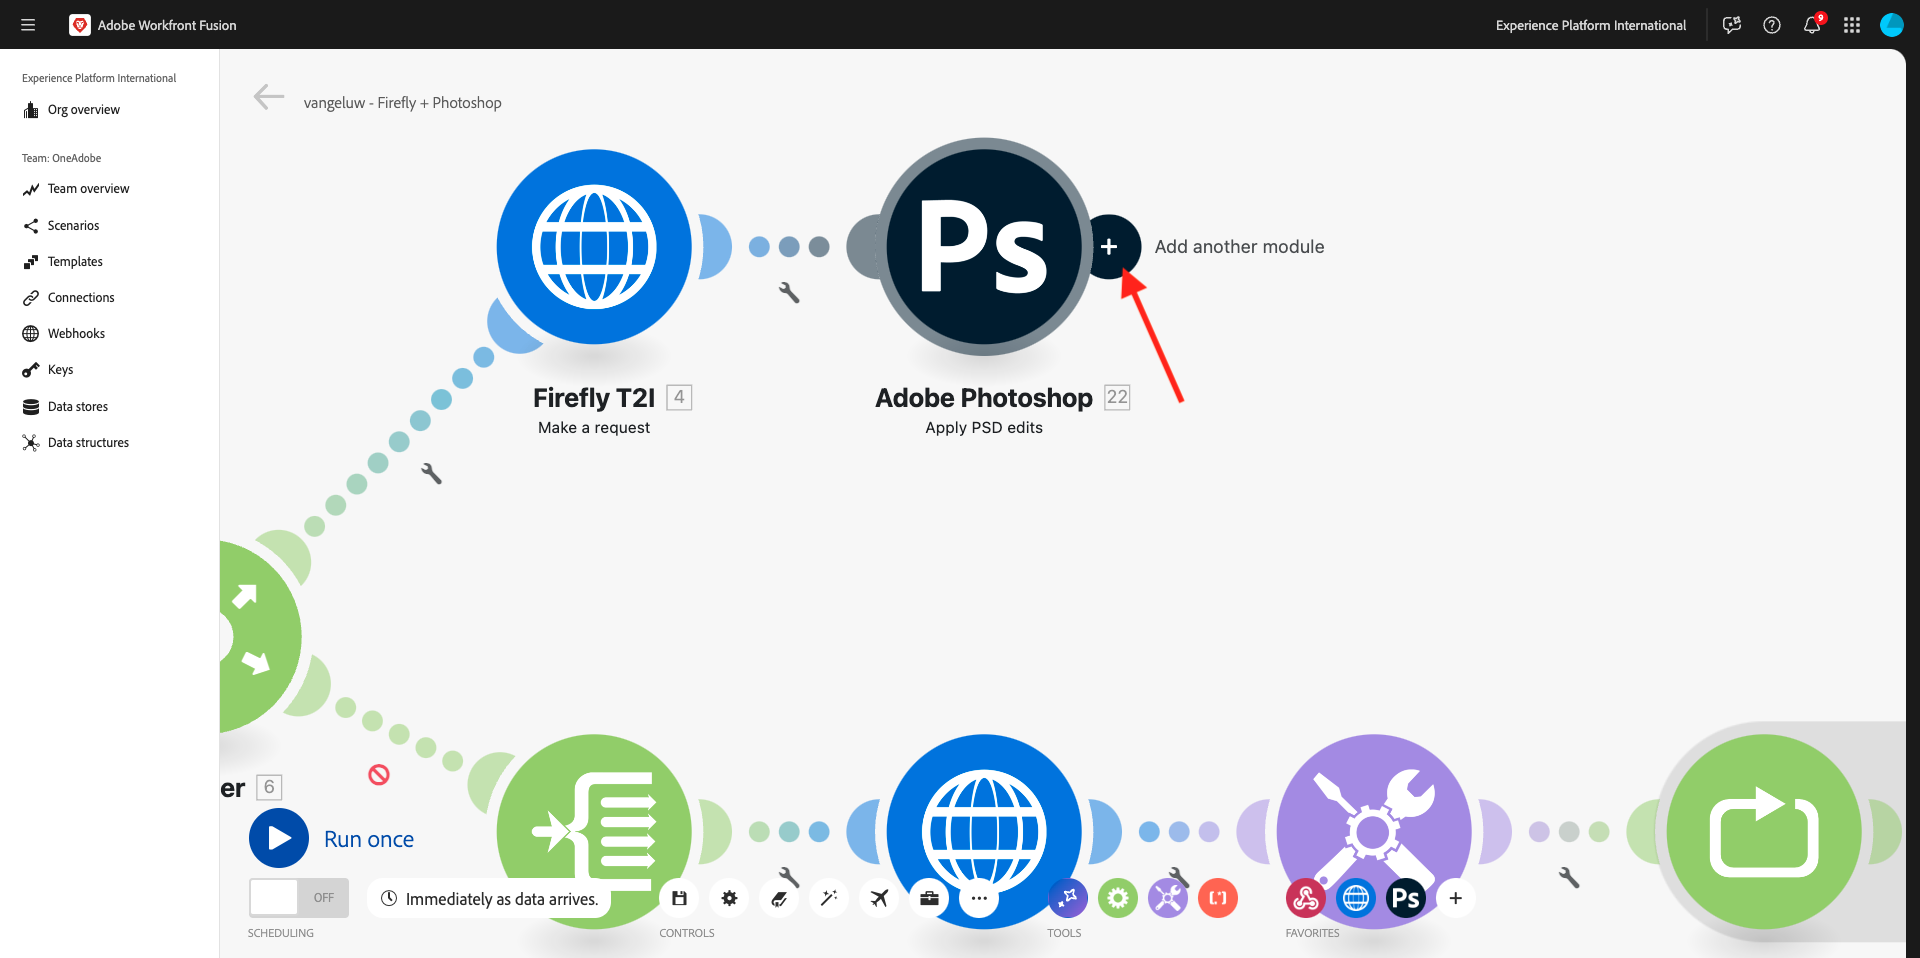 Adobe Workfront Fusion
Experience Platform International
9
Experience Platform International
Org overview
Team: OneAdobe
Team overview
Scenarios
Templates
Connections
Webhooks
Keys
Data stores
Data structures
vangeluw - Firefly + Photoshop
Ps
Add another module
Firefly T2I 4
Make a request
Adobe Photoshop 22
Apply PSD edits
er 6
Run once
OFF
Immediately as data arrives.
Ps
SCHEDULING
CONTROLS
TOOLS
FAVORITES